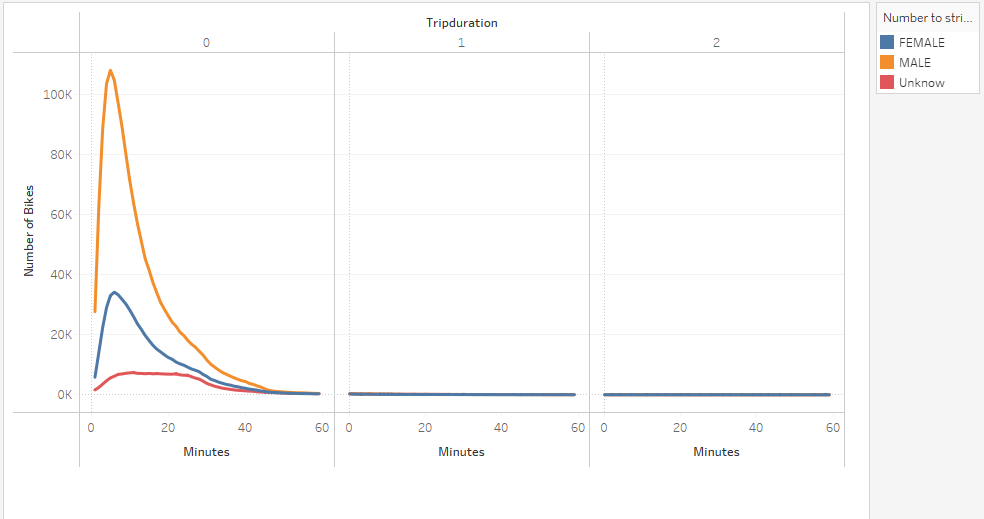 Tripduration
0 1 2
100K
80K
60K
40K
20K
0K
Number of Bikes
0 20 40 60 0 20 40 60 0 20 40 60
Minutes Minutes Minutes
Number to stri...
FEMALE
MALE
Unknow